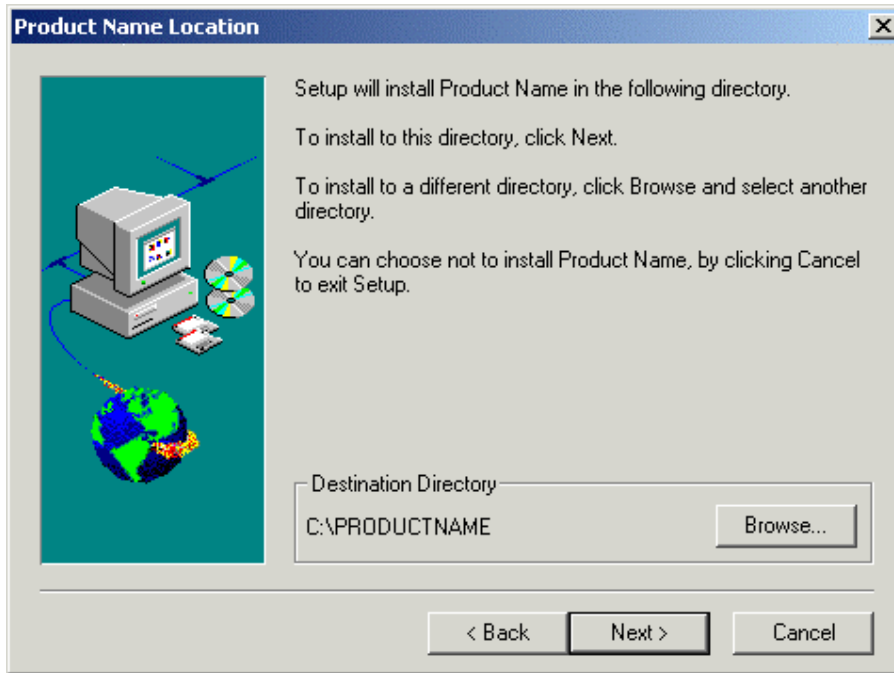 Product Name Location
Setup will install Product Name in the following directory.
To install to this directory, click Next.
To install to a different directory, click Browse and select another
directory.
You can choose not to install Product Name, by clicking Cancel
to exit Setup.
Destination Directory
C:\PRODUCTNAME
Browse...
< Back
Next >
Cancel